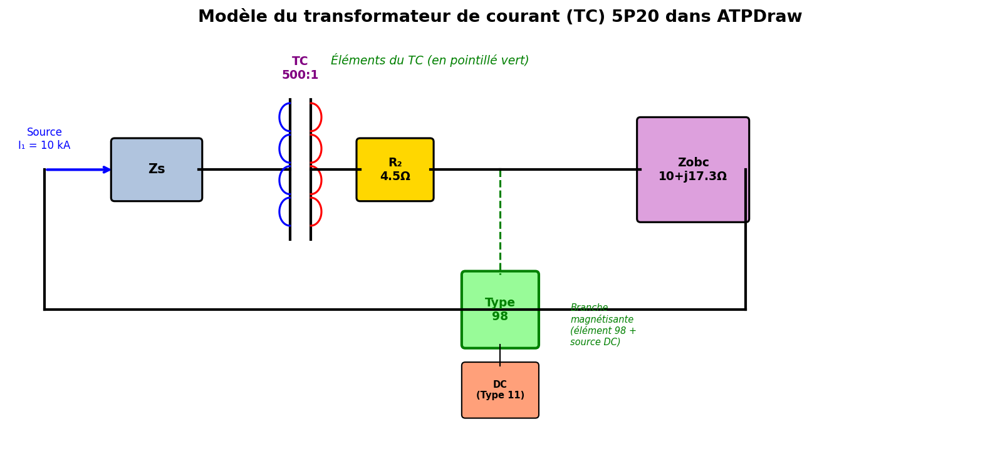 Modèle du transformateur de courant (TC) 5P20 dans ATPDraw
TC
500:1
Éléments du TC (en pointillé vert)
Source
I₁ = 10 kA
Zs
R₂
4.5Ω
Zobc
10+j17.3Ω
Type
98
Branche
magnétisante
(élément 98 +
source DC)
DC
(Type 11)